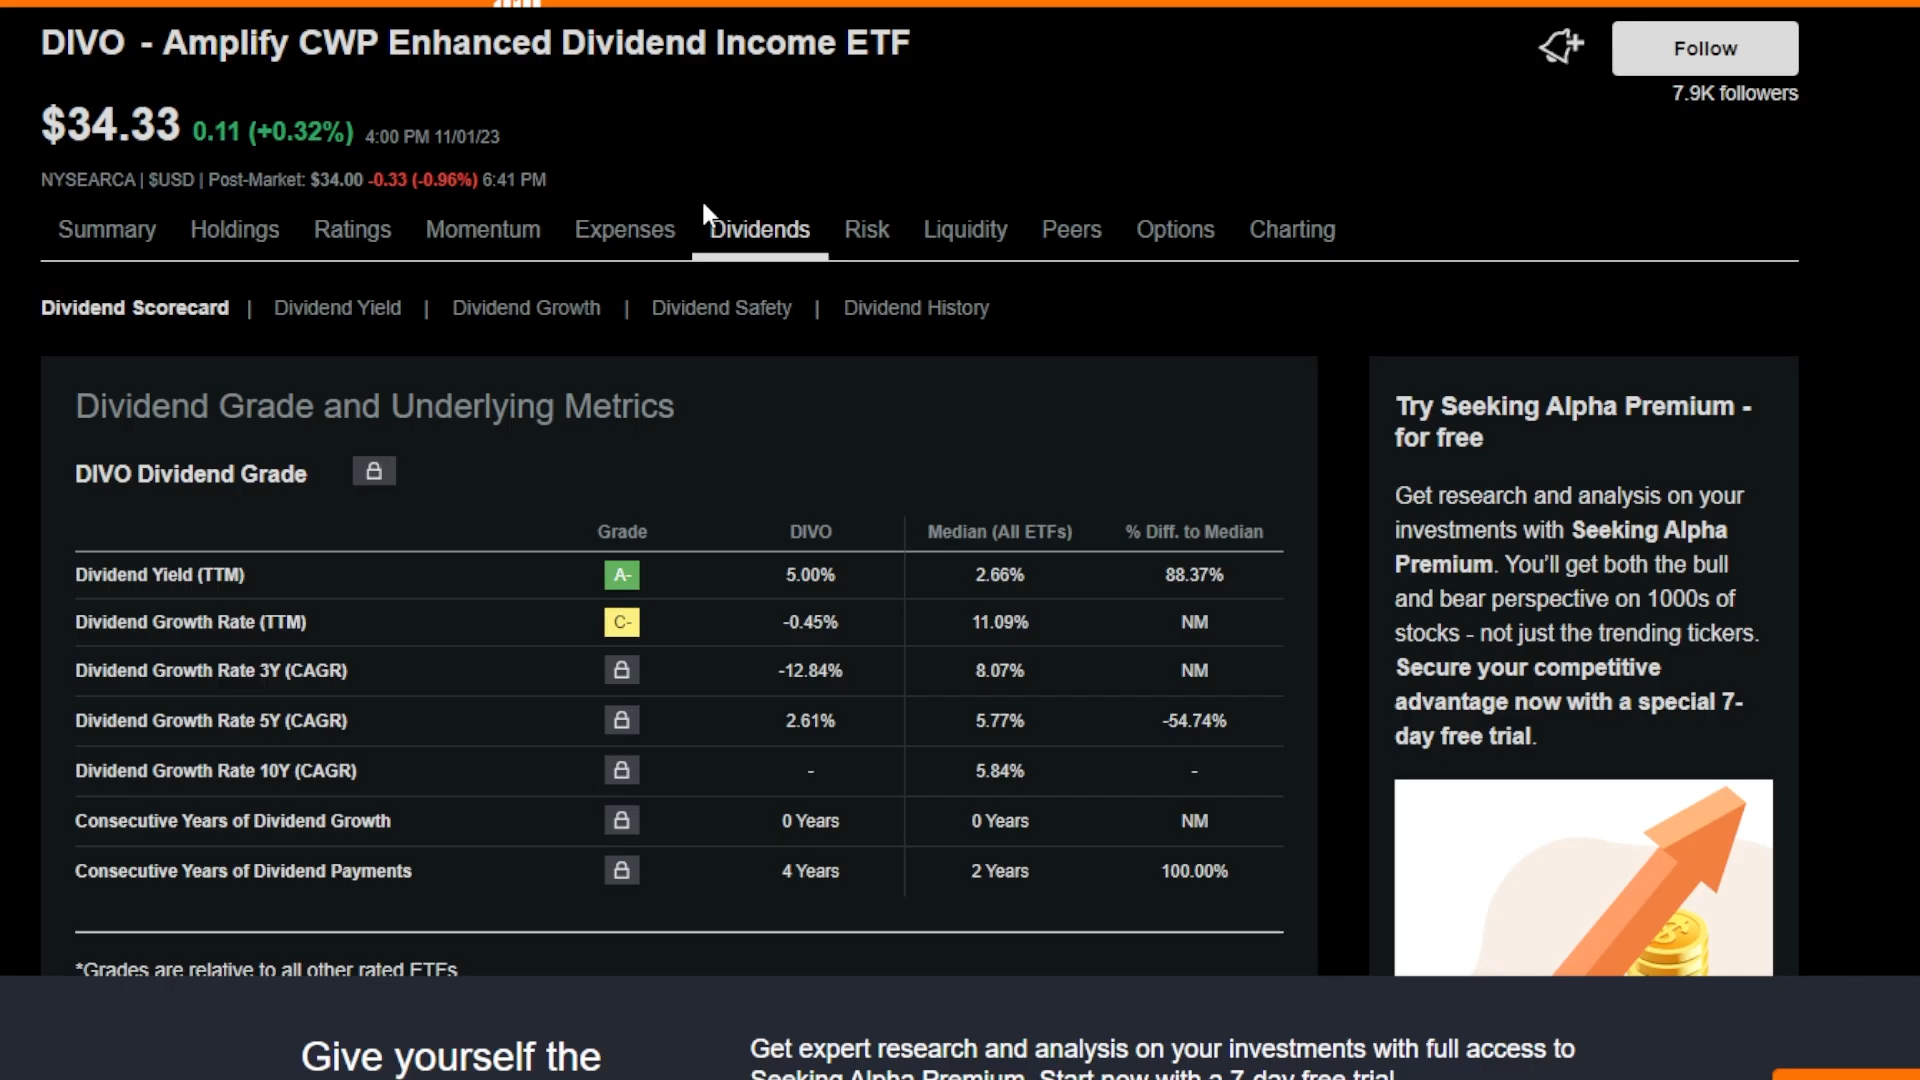 DIVO - Amplify CWP Enhanced Dividend Income ETF
Follow
7.9K followers
$34.33 0.11 (+0.32%) 4:00 PM 11/01/23
NYSEARCA | $USD | Post-Market: $34.00 -0.33 (-0.96%) 6:41 PM
Summary Holdings Ratings Momentum Expenses Dividends Risk Liquidity Peers Options Charting
Dividend Scorecard | Dividend Yield | Dividend Growth | Dividend Safety | Dividend History
Dividend Grade and Underlying Metrics
DIVO Dividend Grade
Grade DIVO Median (All ETFs) % Diff. to Median
Dividend Yield (TTM) A- 5.00% 2.66% 88.37%
Dividend Growth Rate (TTM) C- -0.45% 11.09% NM
Dividend Growth Rate 3Y (CAGR) -12.84% 8.07% NM
Dividend Growth Rate 5Y (CAGR) 2.61% 5.77% -54.74%
Dividend Growth Rate 10Y (CAGR) - 5.84% -
Consecutive Years of Dividend Growth 0 Years 0 Years NM
Consecutive Years of Dividend Payments 4 Years 2 Years 100.00%
*Grades are relative to all other rated ETFs
Try Seeking Alpha Premium -
for free
Get research and analysis on your
investments with Seeking Alpha
Premium. You'll get both the bull
and bear perspective on 1000s of
stocks - not just the trending tickers.
Secure your competitive
advantage now with a special 7-
day free trial.
Give yourself the
Get expert research and analysis on your investments with full access to
Seeking Alpha Premium. Start now with a 7-day free trial